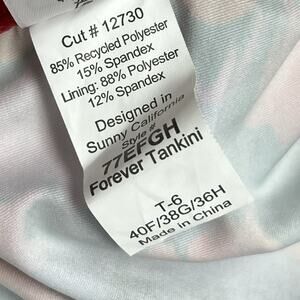 Cut # 12730
85% Recycled Polyester
15% Spandex
Lining: 88% Polyester
12% Spandex
Designed in
Sunny California
Style #
77EFGH
Forever Tankini
T-6
40F/38G/36H
Made in China